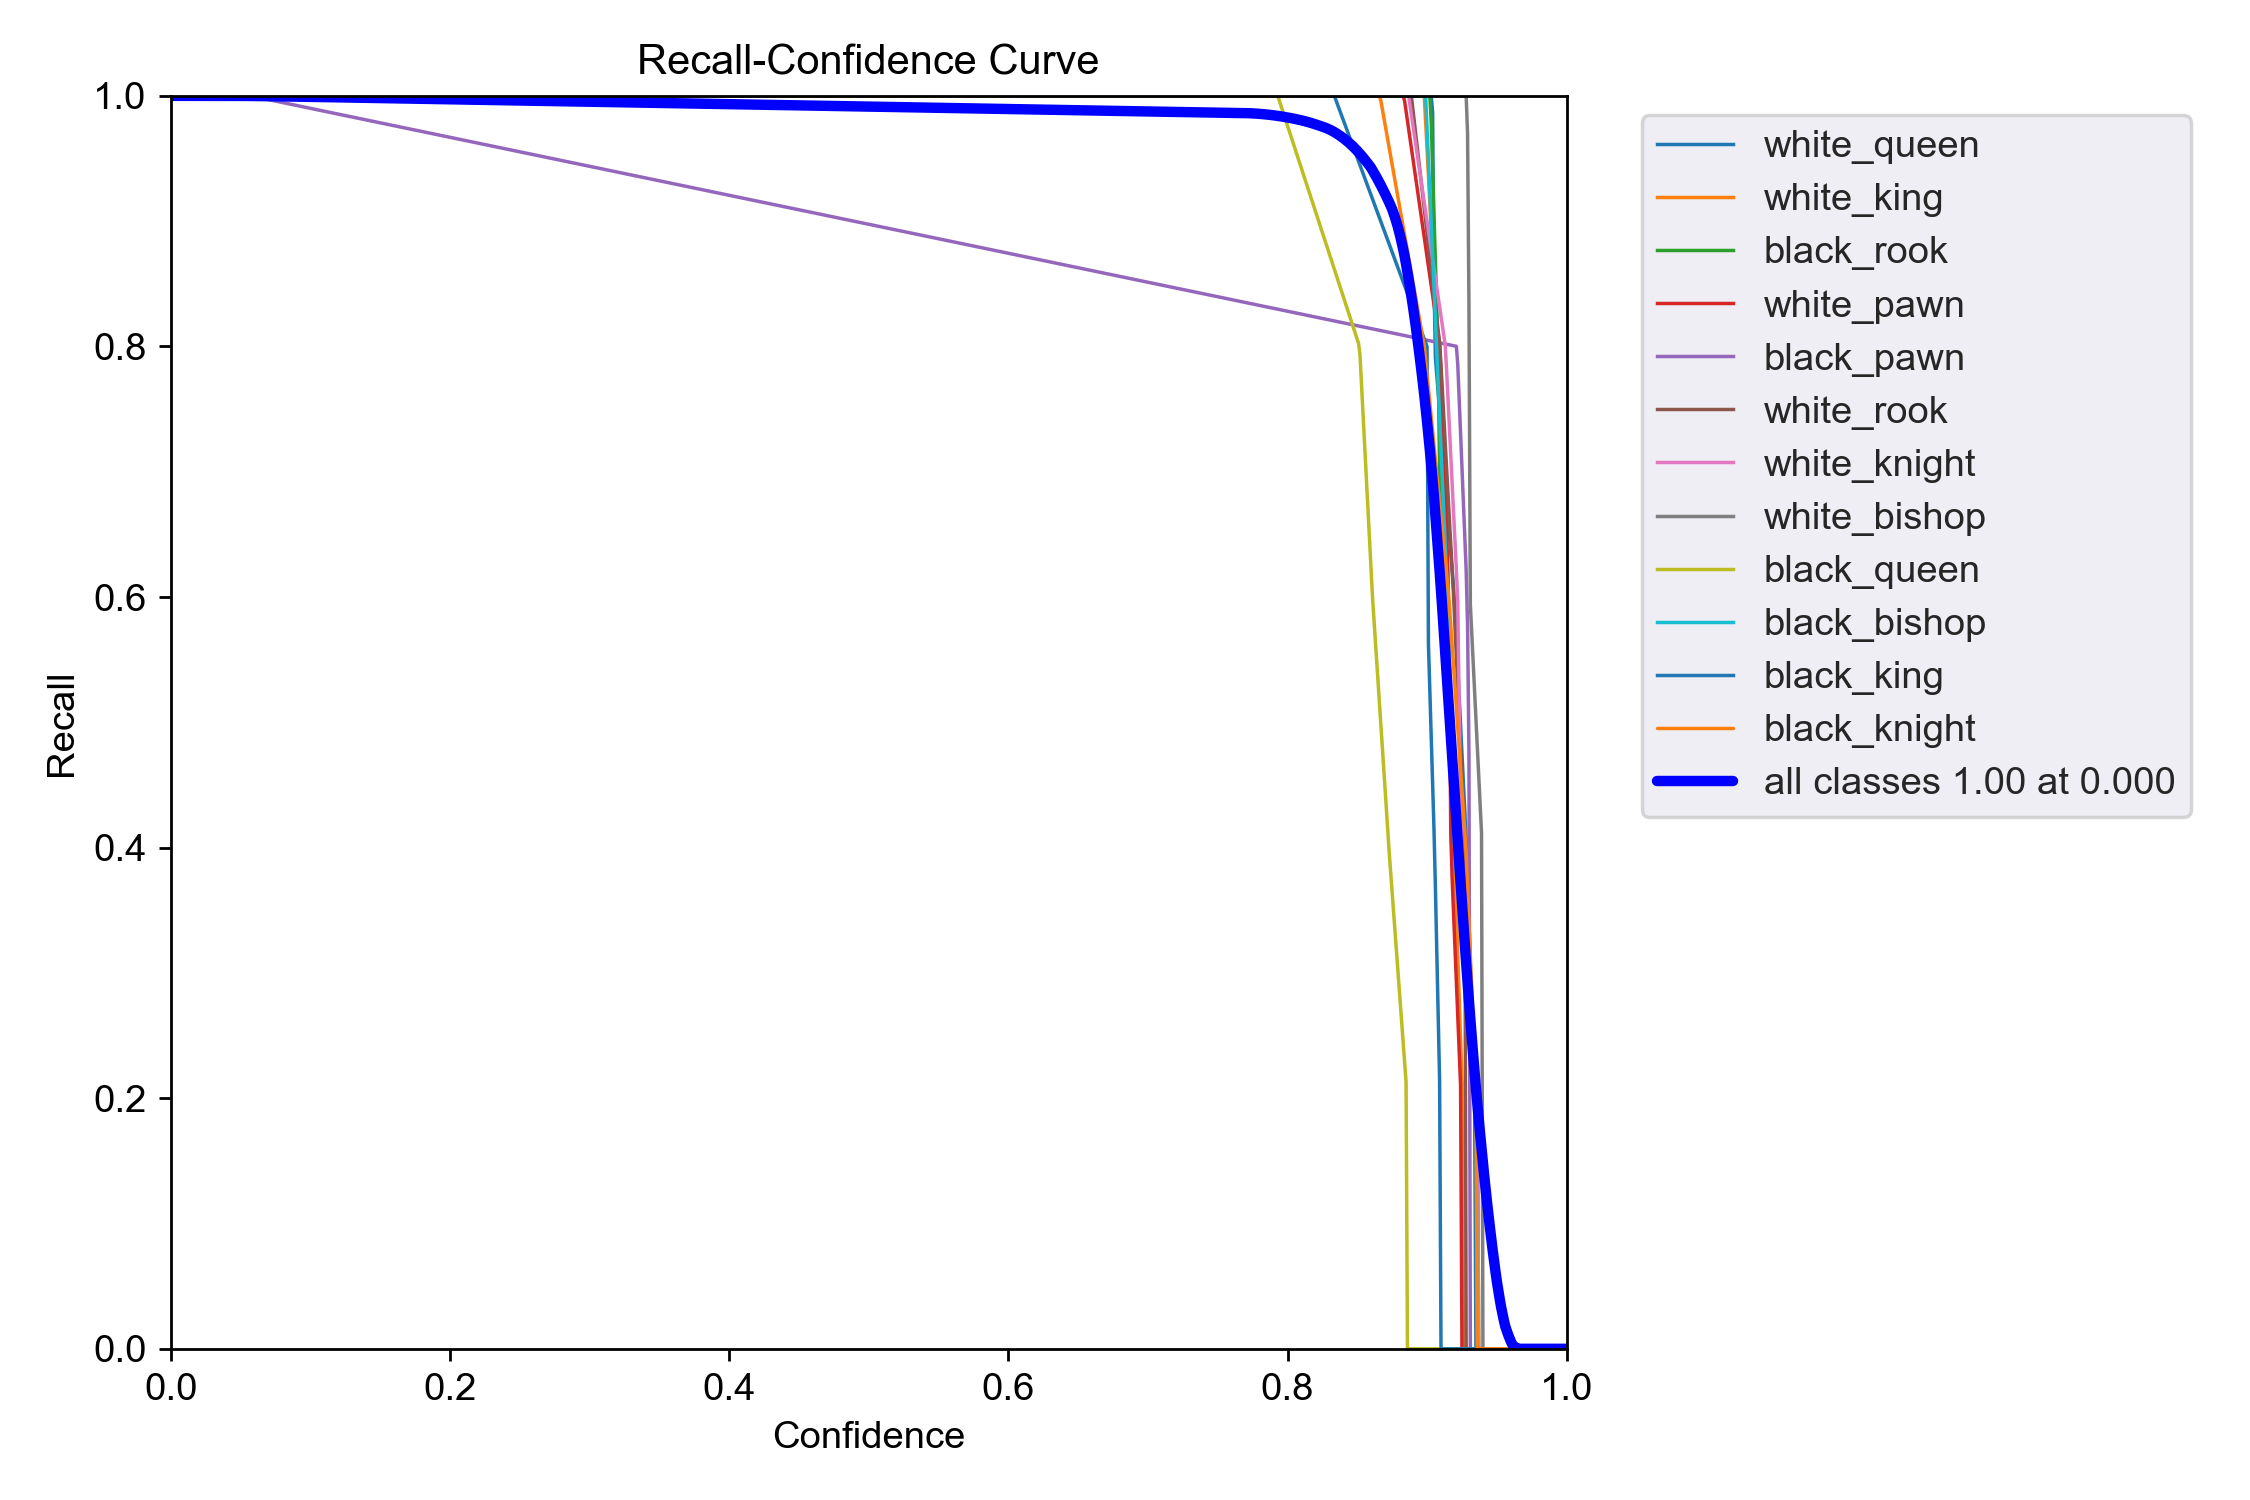 Recall-Confidence Curve
1.0
0.8
0.6
0.4
0.2
0.0
Recall
0.0 0.2 0.4 0.6 0.8 1.0
Confidence
white_queen
white_king
black_rook
white_pawn
black_pawn
white_rook
white_knight
white_bishop
black_queen
black_bishop
black_king
black_knight
all classes 1.00 at 0.000